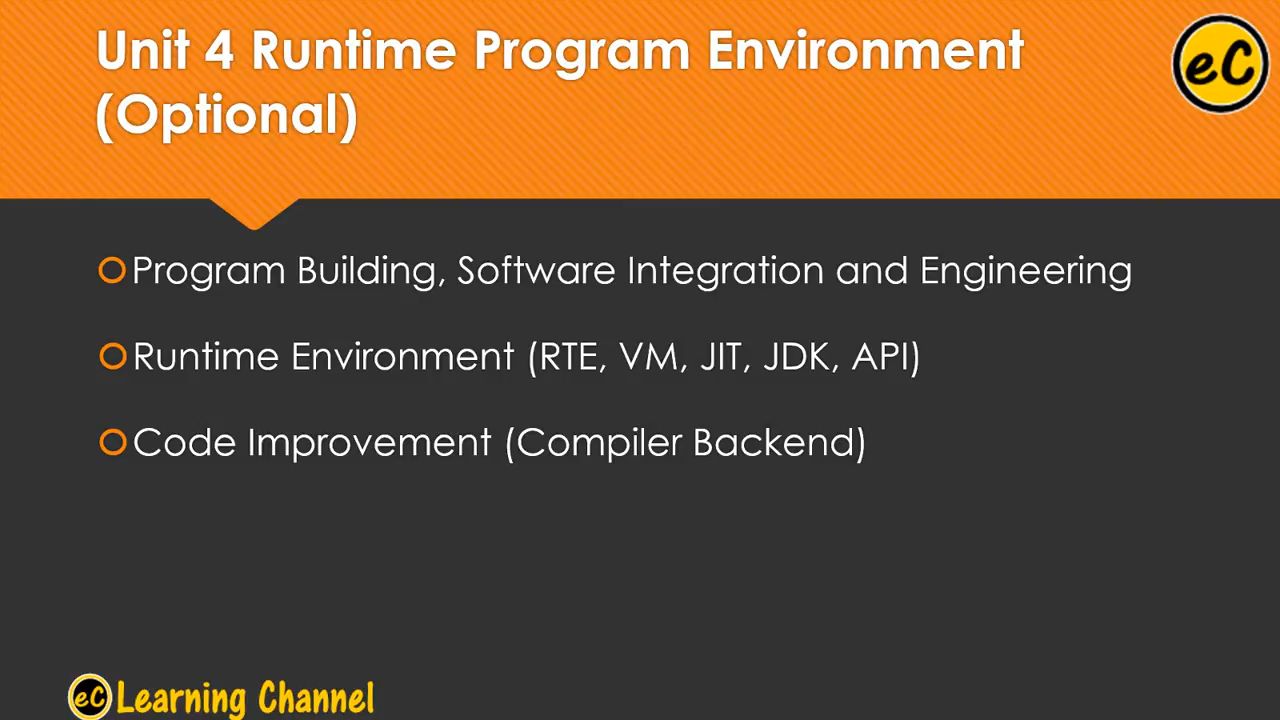 Unit 4 Runtime Program Environment
(Optional)
eC
Program Building, Software Integration and Engineering
Runtime Environment (RTE, VM, JIT, JDK, API)
Code Improvement (Compiler Backend)
eC Learning Channel